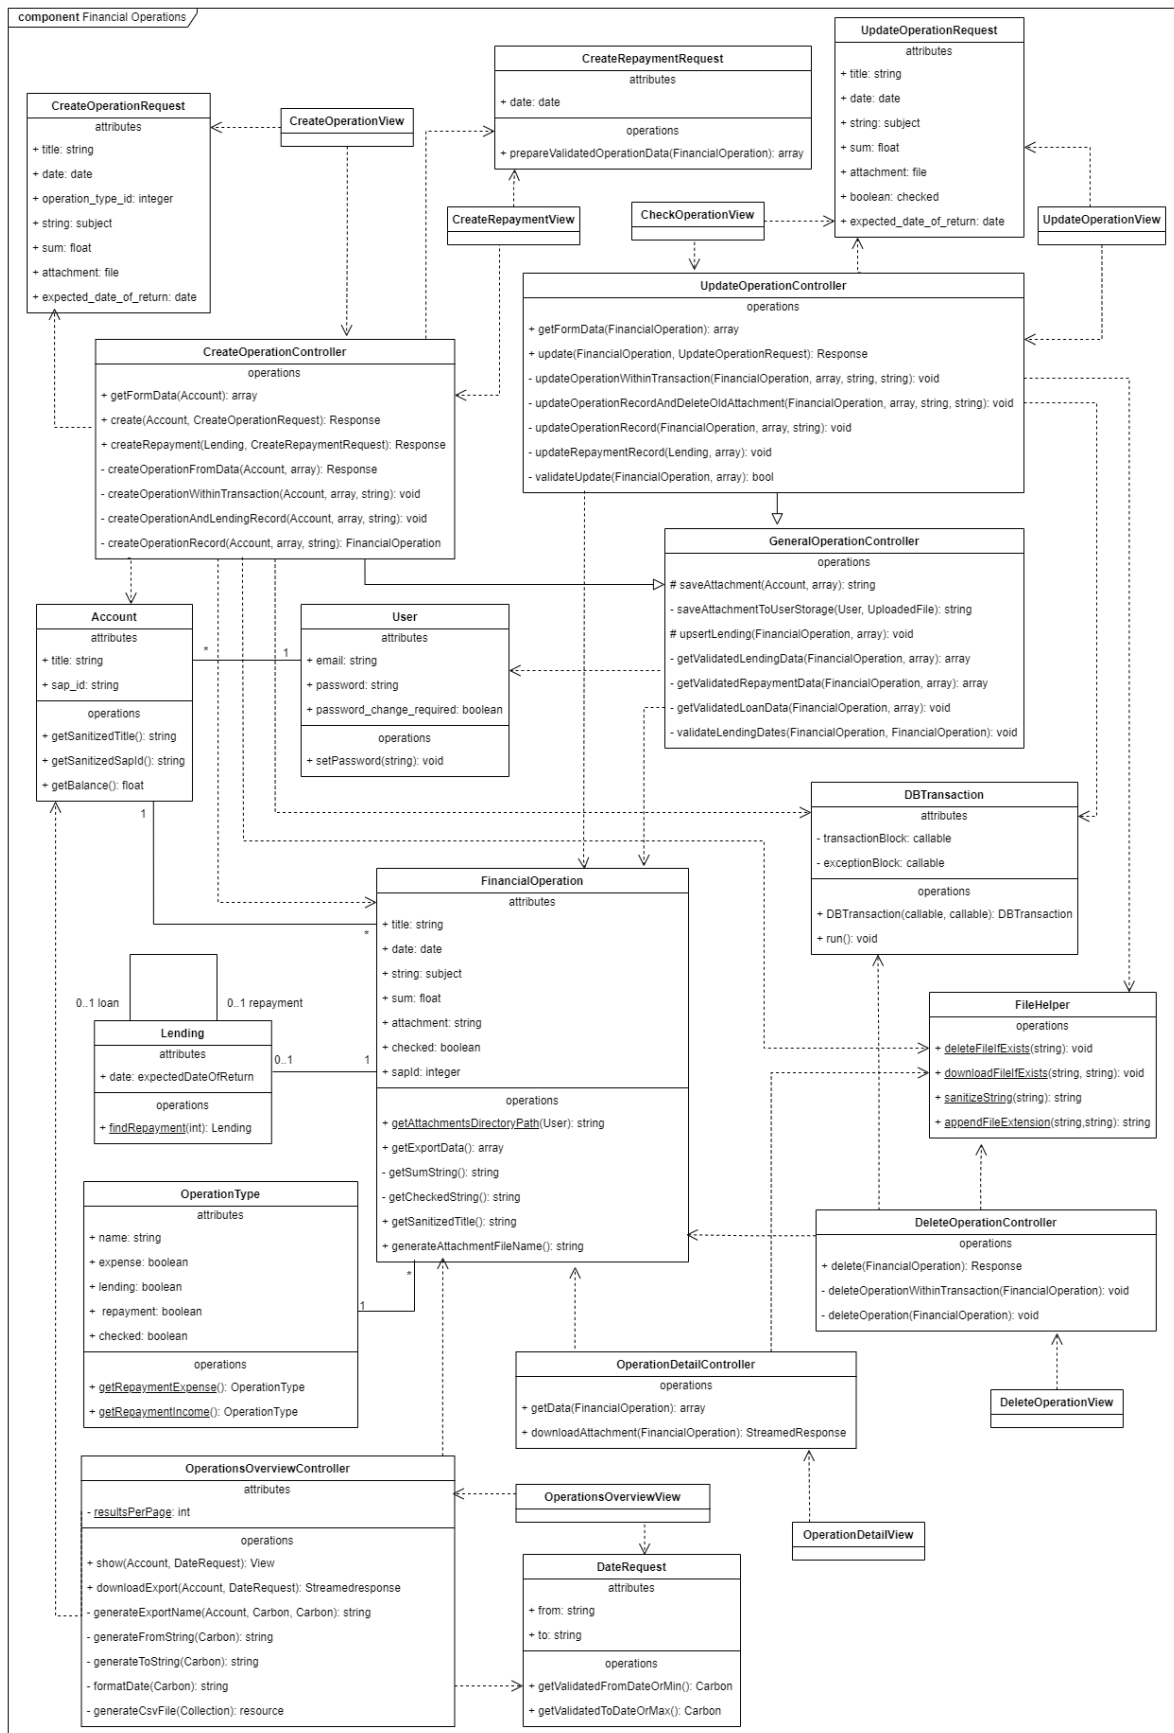 component Financial Operations
UpdateOperationRequest
attributes
+ title: string
+ date: date
+ string: subject
+ sum: float
+ attachment: file
+ boolean: checked
+ expected_date_of_return: date
CreateRepaymentRequest
attributes
+ date: date
operations
+ prepareValidatedOperationData(FinancialOperation): array
CreateOperationRequest
attributes
+ title: string
+ date: date
+ operation_type_id: integer
+ string: subject
+ sum: float
+ attachment: file
+ expected_date_of_return: date
CreateOperationView
CreateRepaymentView
CheckOperationView
UpdateOperationView
UpdateOperationController
operations
+ getFormData(FinancialOperation): array
+ update(FinancialOperation, UpdateOperationRequest): Response
- updateOperationWithinTransaction(FinancialOperation, array, string, string): void
- updateOperationRecordAndDeleteOldAttachment(FinancialOperation, array, string, string): void
- updateOperationRecord(FinancialOperation, array, string): void
- updateRepaymentRecord(Lending, array): void
- validateUpdate(FinancialOperation, array): bool
CreateOperationController
operations
+ getFormData(Account): array
+ create(Account, CreateOperationRequest): Response
+ createRepayment(Lending, CreateRepaymentRequest): Response
- createOperationFromData(Account, array): Response
- createOperationWithinTransaction(Account, array, string): void
- createOperationAndLendingRecord(Account, array, string): void
- createOperationRecord(Account, array, string): FinancialOperation
GeneralOperationController
operations
# saveAttachment(Account, array): string
- saveAttachmentToUserStorage(User, UploadedFile): string
# upsertLending(FinancialOperation, array): void
- getValidatedLendingData(FinancialOperation, array): array
- getValidatedRepaymentData(FinancialOperation, array): array
- getValidatedLoanData(FinancialOperation, array): void
- validateLendingDates(FinancialOperation, FinancialOperation): void
Account
attributes
+ title: string
+ sap_id: string
operations
+ getSanitizedTitle(): string
+ getSanitizedSapId(): string
+ getBalance(): float
*
1
User
attributes
+ email: string
+ password: string
+ password_change_required: boolean
operations
+ setPassword(string): void
1
*
DBTransaction
attributes
- transactionBlock: callable
- exceptionBlock: callable
operations
+ DBTransaction(callable, callable): DBTransaction
+ run(): void
FinancialOperation
attributes
+ title: string
+ date: date
+ string: subject
+ sum: float
+ attachment: string
+ checked: boolean
+ sapId: integer
operations
+ getAttachmentsDirectoryPath(User): string
+ getExportData(): array
- getSumString(): string
- getCheckedString(): string
+ getSanitizedTitle(): string
+ generateAttachmentFileName(): string
0..1 loan
0..1 repayment
Lending
attributes
+ date: expectedDateOfReturn
operations
+ findRepayment(int): Lending
0..1
1
FileHelper
operations
+ deleteFileIfExists(string): void
+ downloadFileIfExists(string, string): void
+ sanitizeString(string): string
+ appendFileExtension(string,string): string
OperationType
attributes
+ name: string
+ expense: boolean
+ lending: boolean
+ repayment: boolean
+ checked: boolean
operations
+ getRepaymentExpense(): OperationType
+ getRepaymentIncome(): OperationType
1
*
DeleteOperationController
operations
+ delete(FinancialOperation): Response
- deleteOperationWithinTransaction(FinancialOperation): void
- deleteOperation(FinancialOperation): void
OperationDetailController
operations
+ getData(FinancialOperation): array
+ downloadAttachment(FinancialOperation): StreamedResponse
DeleteOperationView
OperationsOverviewController
attributes
- resultsPerPage: int
operations
+ show(Account, DateRequest): View
+ downloadExport(Account, DateRequest): Streamedresponse
- generateExportName(Account, Carbon, Carbon): string
- generateFromString(Carbon): string
- generateToString(Carbon): string
- formatDate(Carbon): string
- generateCsvFile(Collection): resource
OperationsOverviewView
OperationDetailView
DateRequest
attributes
+ from: string
+ to: string
operations
+ getValidatedFromDateOrMin(): Carbon
+ getValidatedToDateOrMax(): Carbon